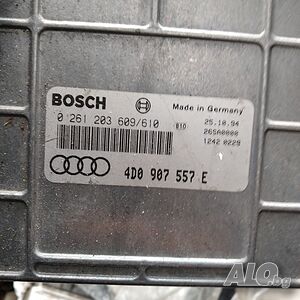 BOSCH
Made in Germany
0 261 203 609/610
BID
25.10.94
26SA0000
1242 0229
4D0 907 557 E
ALO.bg